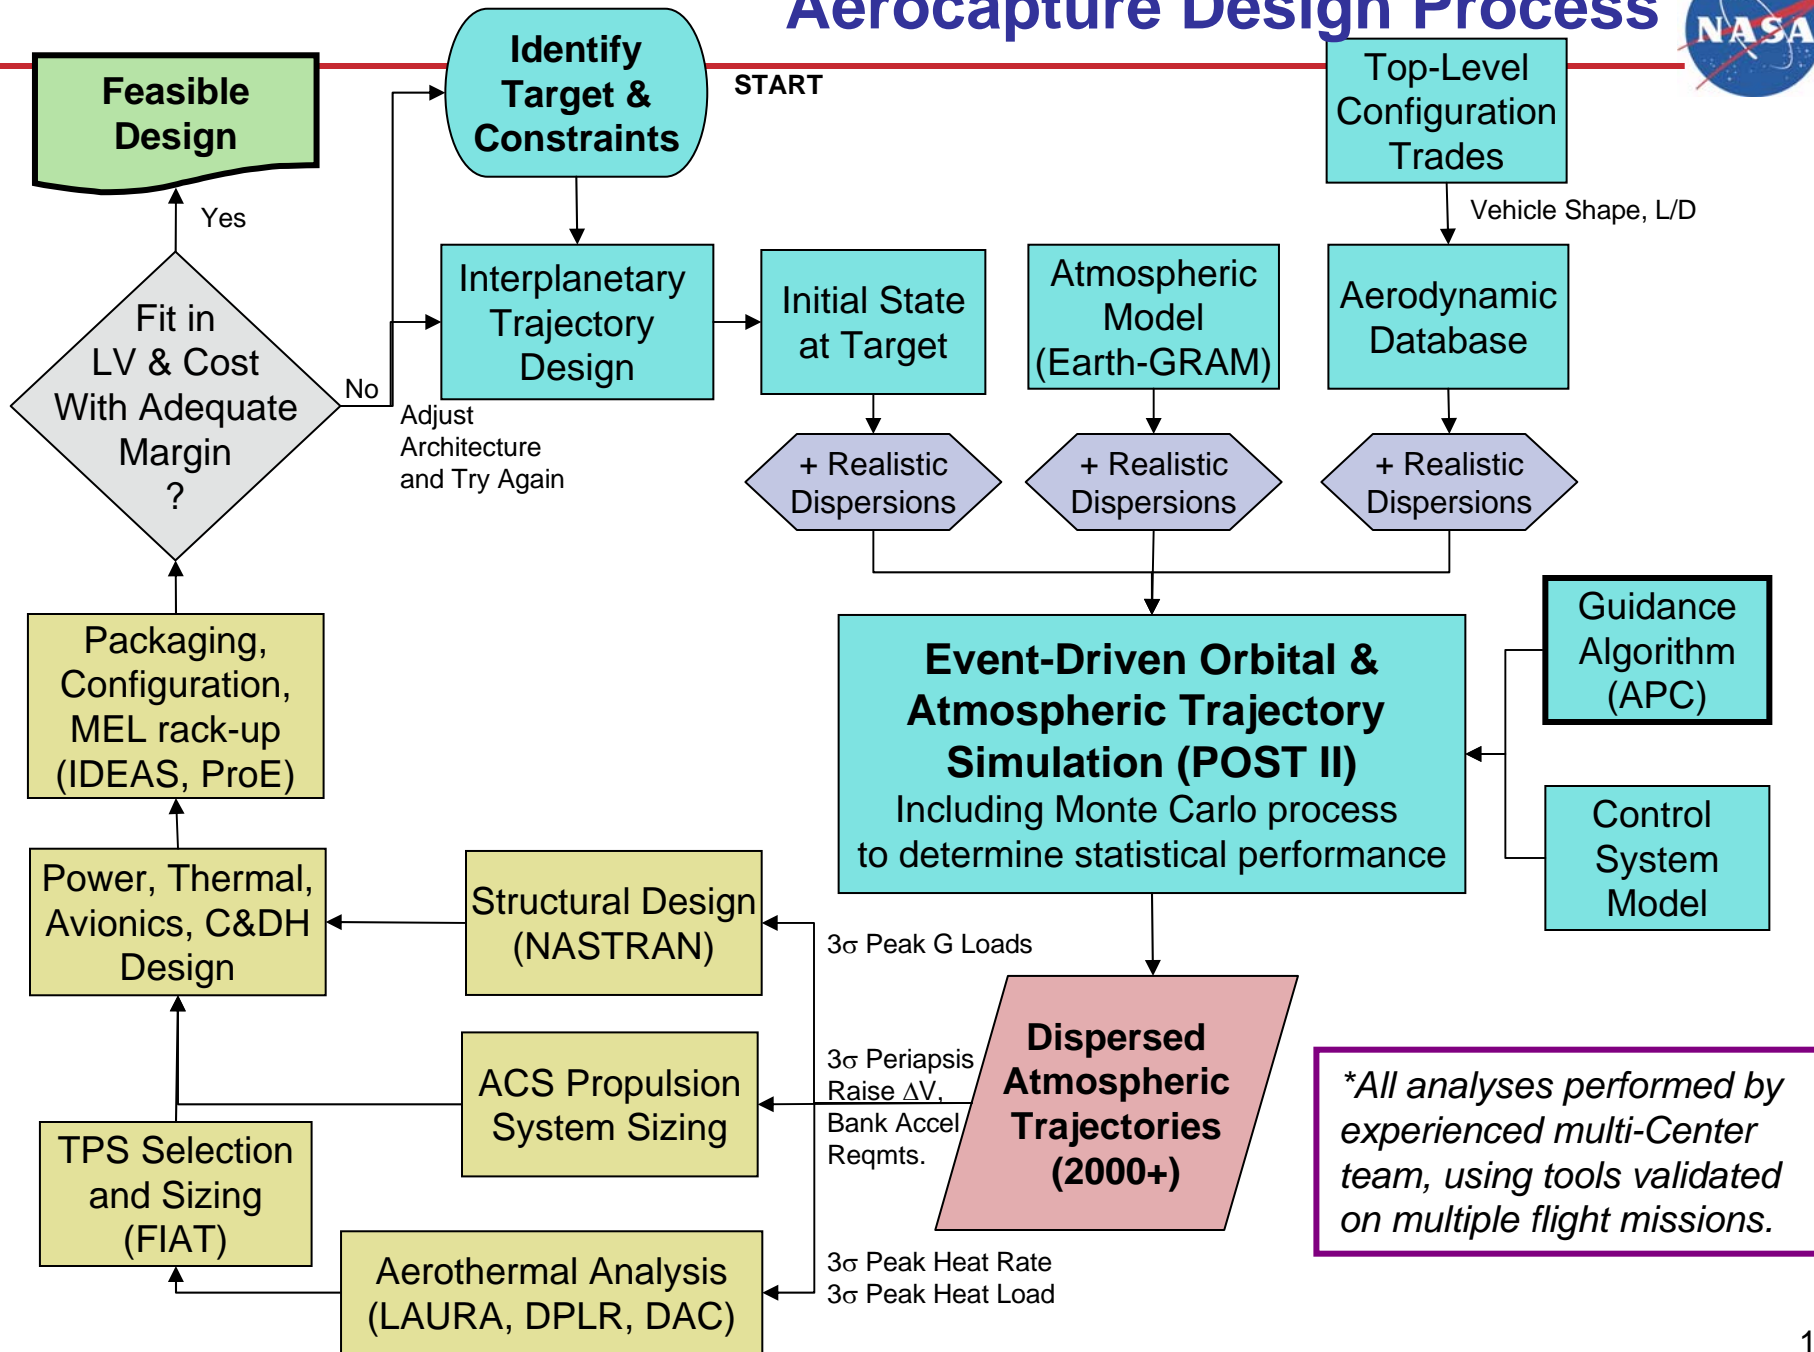 Aerocapture Design Process
NASA
Feasible
Design
Identify
Target &
Constraints
START
Top-Level
Configuration
Trades
Vehicle Shape, L/D
Yes
Fit in
LV & Cost
With Adequate
Margin
?
No
Adjust
Architecture
and Try Again
Interplanetary
Trajectory
Design
Initial State
at Target
Atmospheric
Model
(Earth-GRAM)
Aerodynamic
Database
+ Realistic
Dispersions
+ Realistic
Dispersions
+ Realistic
Dispersions
Event-Driven Orbital &
Atmospheric Trajectory
Simulation (POST II)
Including Monte Carlo process
to determine statistical performance
Guidance
Algorithm
(APC)
Control
System
Model
Packaging,
Configuration,
MEL rack-up
(IDEAS, ProE)
Power, Thermal,
Avionics, C&DH
Design
Structural Design
(NASTRAN)
3σ Peak G Loads
ACS Propulsion
System Sizing
3σ Periapsis
Raise ΔV,
Bank Accel
Reqmts.
Dispersed
Atmospheric
Trajectories
(2000+)
TPS Selection
and Sizing
(FIAT)
Aerothermal Analysis
(LAURA, DPLR, DAC)
3σ Peak Heat Rate
3σ Peak Heat Load
*All analyses performed by
experienced multi-Center
team, using tools validated
on multiple flight missions.
1